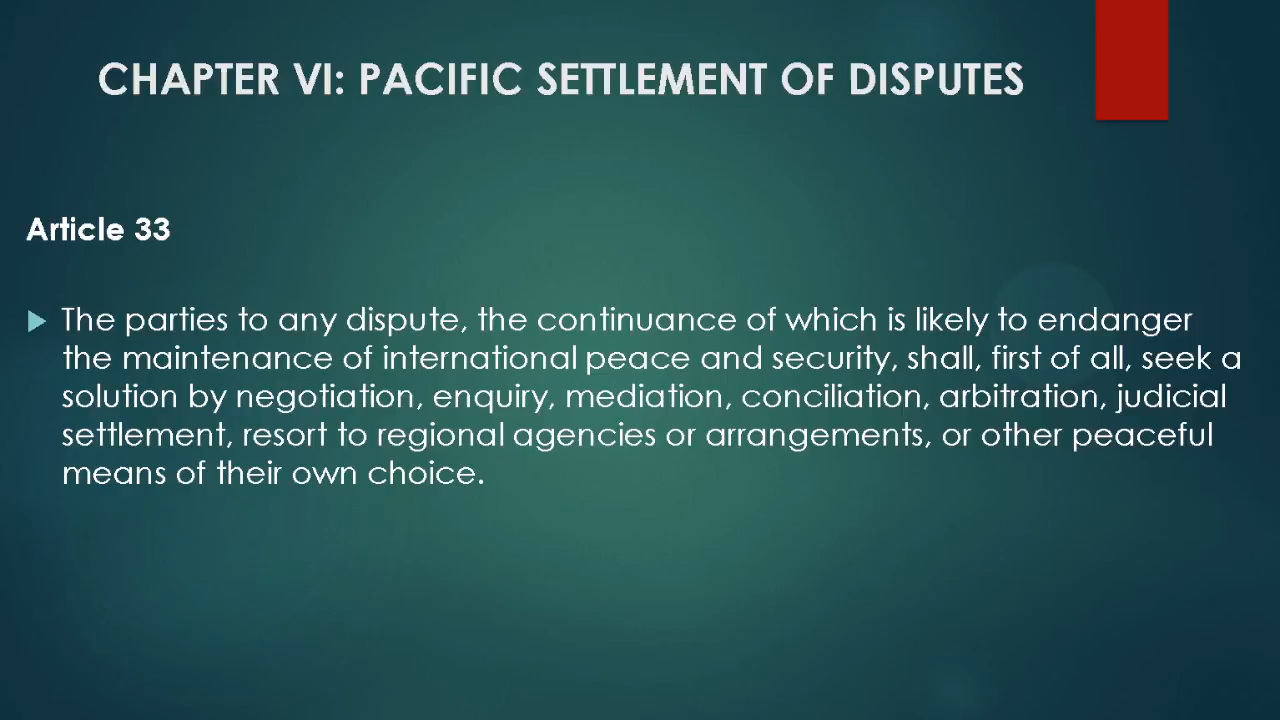 CHAPTER VI: PACIFIC SETTLEMENT OF DISPUTES
Article 33
The parties to any dispute, the continuance of which is likely to endanger
the maintenance of international peace and security, shall, first of all, seek a
solution by negotiation, enquiry, mediation, conciliation, arbitration, judicial
settlement, resort to regional agencies or arrangements, or other peaceful
means of their own choice.